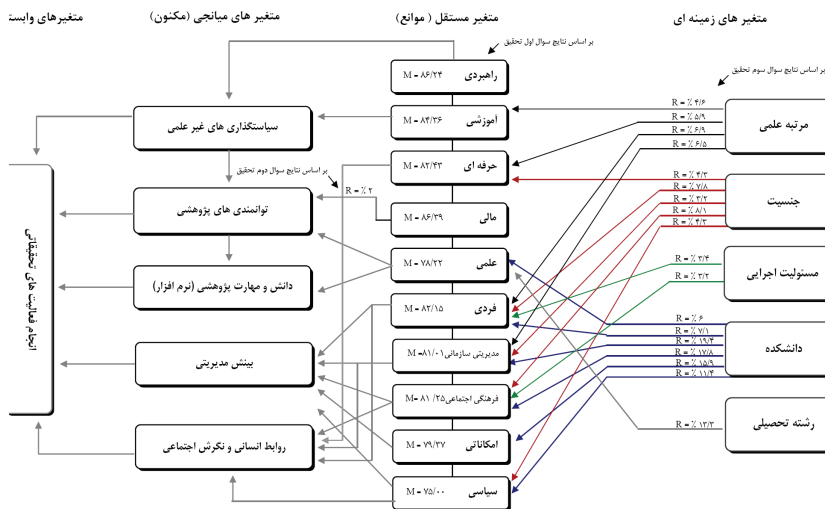 متغیر های زمینه ای
متغیر مستقل ( موانع)
متغیر های میانجی (مکنون)
متغیرهای وابست
بر اساس نتایج سوال سوم تحقیق
مرتبه علمی
جنسیت
مسئولیت اجرایی
دانشکده
رشته تحصیلی
R = ٪ ۴/۶
R = ٪ ۵/۹
R = ٪ ۶/۹
R = ٪ ۶/۵
R = ٪ ۴/۳
R = ٪ ۷/۸
R = ٪ ۳/۲
R = ٪ ۸/۱
R = ٪ ۴/۳
R = ٪ ۳/۴
R = ٪ ۳/۲
R = ٪ ۶
R = ٪ ۷/۱
R = ٪ ۱۹/۴
R = ٪ ۱۷/۸
R = ٪ ۱۵/۹
R = ٪ ۱۱/۴
R = ٪ ۱۳/۳
بر اساس نتایج سوال اول تحقیق
راهبردی M = ۸۶/۲۴
آموزشی M = ۸۴/۳۶
حرفه ای M = ۸۲/۴۳
مالی M = ۸۶/۳۹
علمی M = ۷۸/۲۲
فردی M = ۸۲/۱۵
مدیریتی سازمانی M =۸۱/۰۱
فرهنگی اجتماعی M =۸۱/۲۵
امکاناتی M = ۷۹/۳۷
سیاسی M = ۷۵/۰۰
بر اساس نتایج سوال دوم تحقیق
R = ٪ ۲
سیاستگذاری های غیر علمی
توانمندی های پژوهشی
دانش و مهارت پژوهشی (نرم افزار)
بینش مدیریتی
روابط انسانی و نگرش اجتماعی
انجام فعالیت های تحقیقاتی